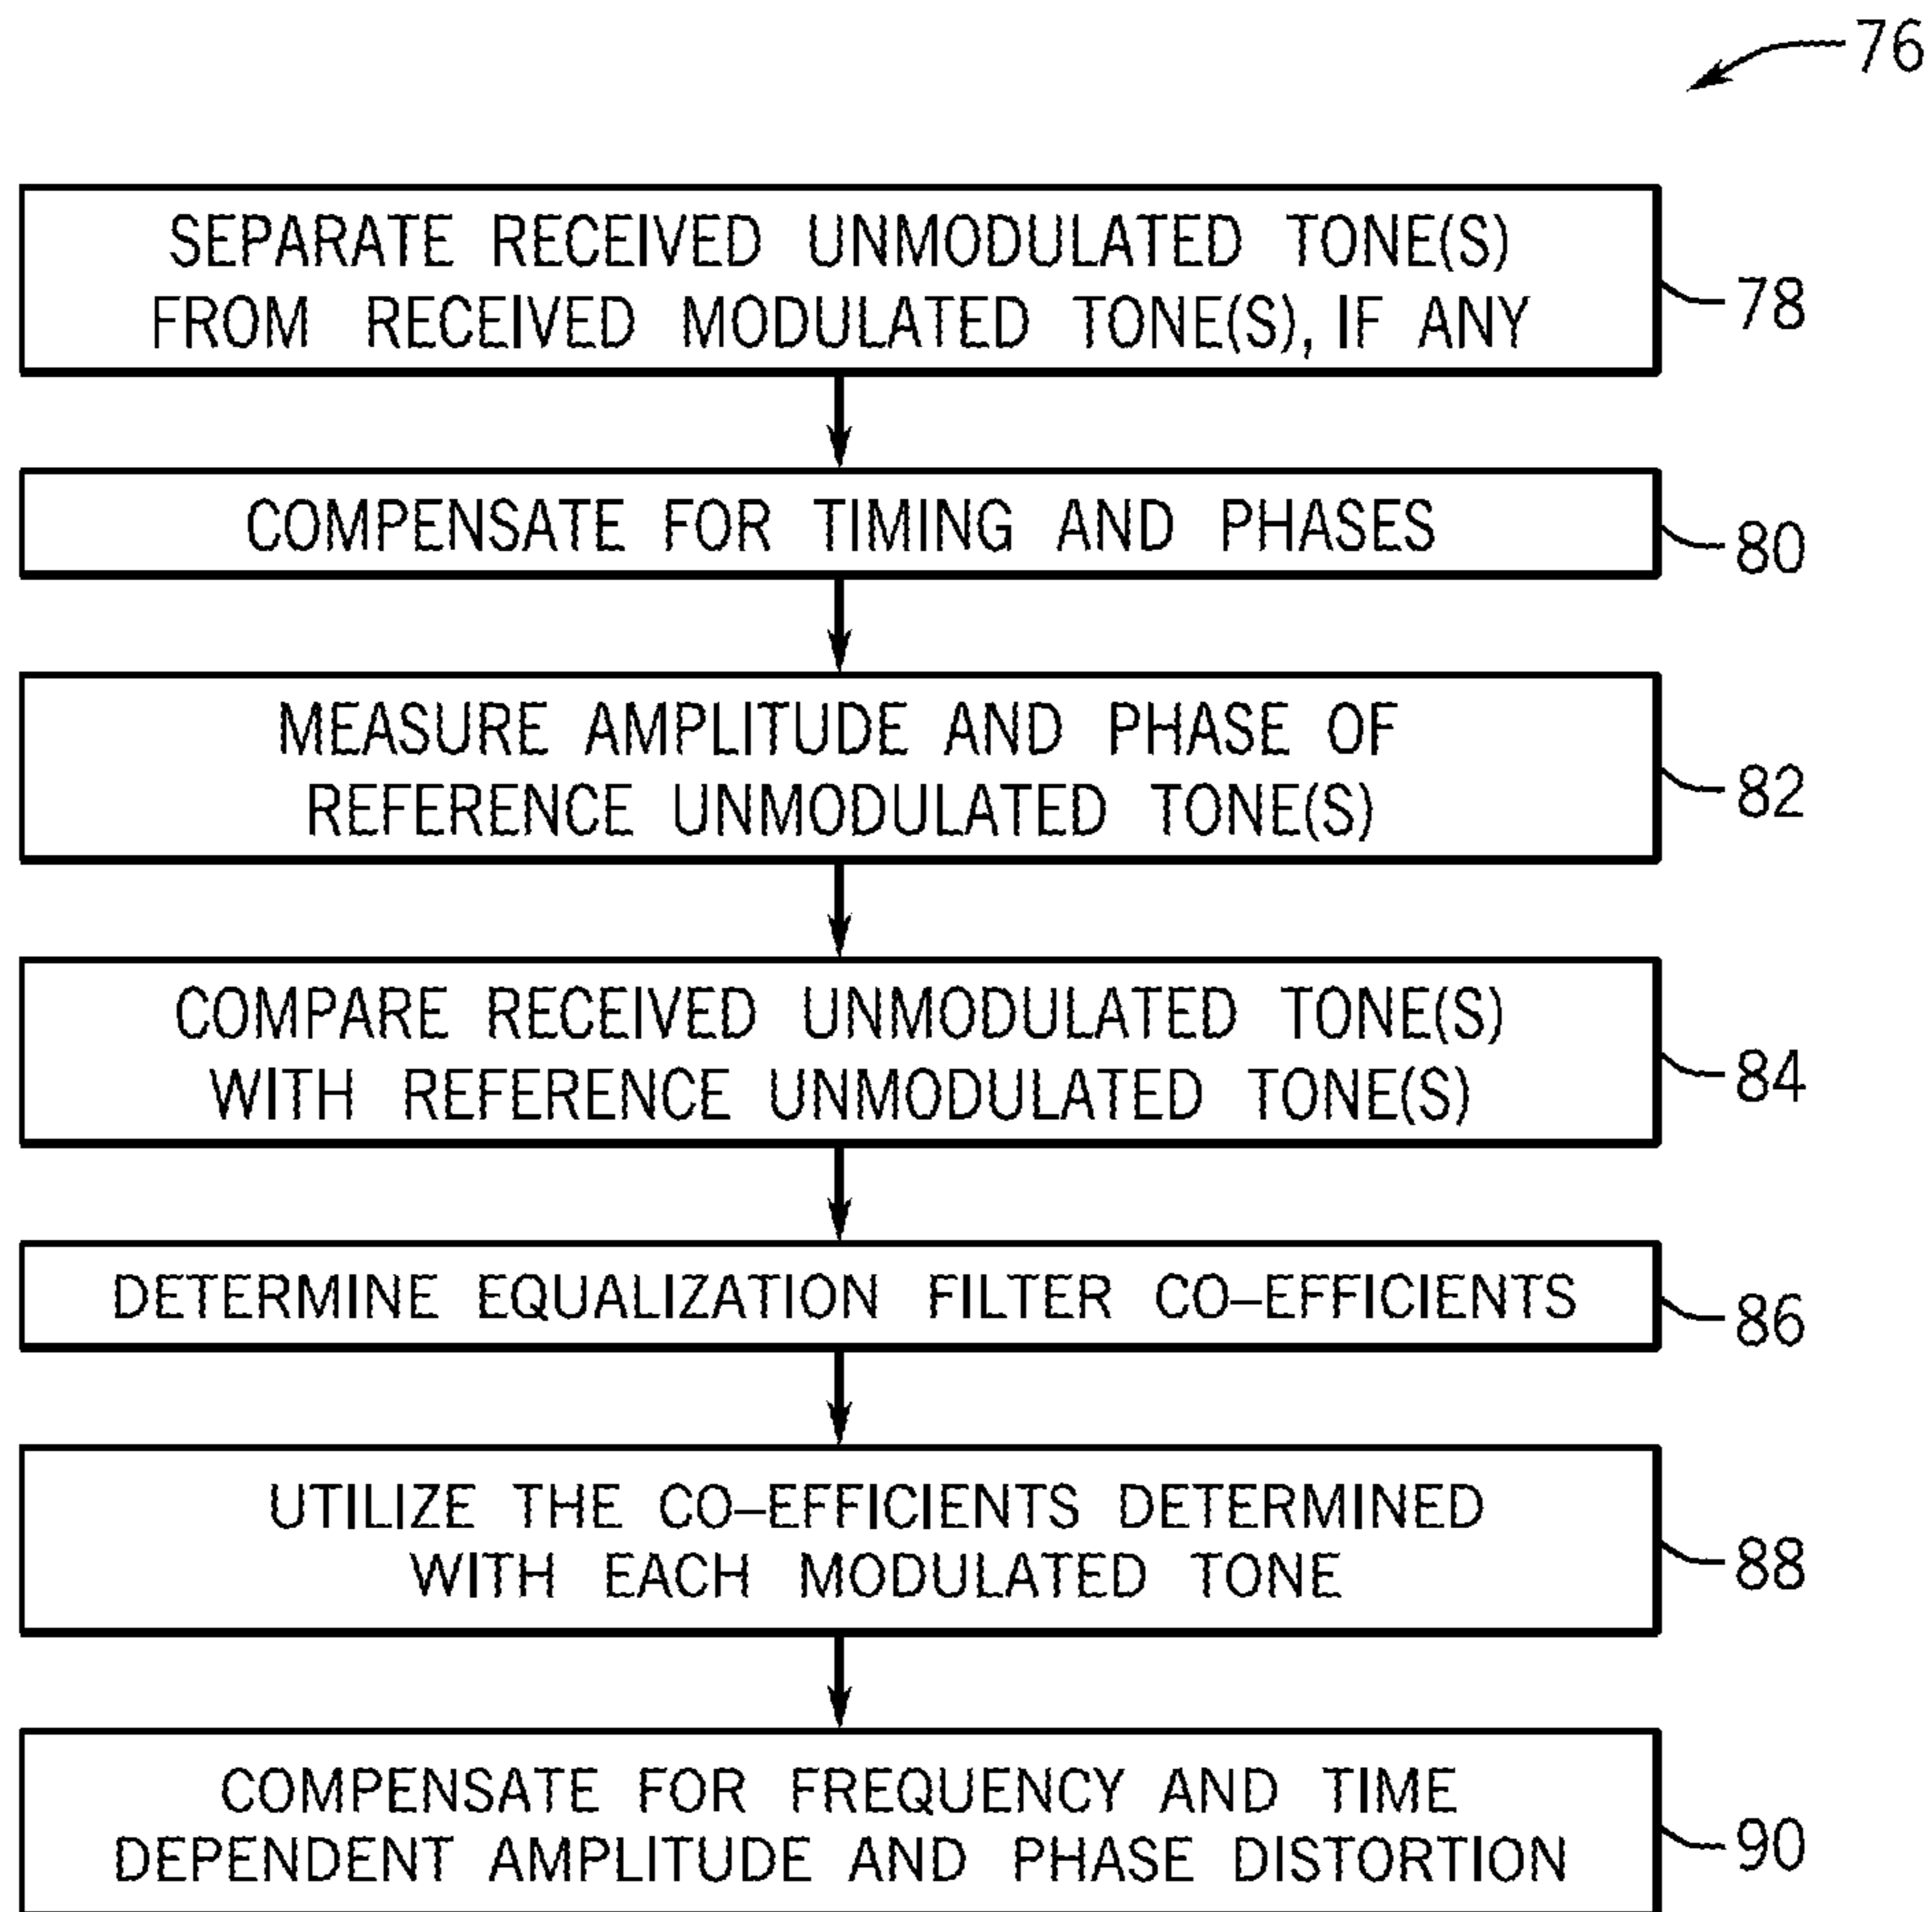 76
SEPARATE RECEIVED UNMODULATED TONE(S)
FROM RECEIVED MODULATED TONE(S), IF ANY
78
COMPENSATE FOR TIMING AND PHASES
80
MEASURE AMPLITUDE AND PHASE OF
REFERENCE UNMODULATED TONE(S)
82
COMPARE RECEIVED UNMODULATED TONE(S)
WITH REFERENCE UNMODULATED TONE(S)
84
DETERMINE EQUALIZATION FILTER CO–EFFICIENTS
86
UTILIZE THE CO–EFFICIENTS DETERMINED
WITH EACH MODULATED TONE
88
COMPENSATE FOR FREQUENCY AND TIME
DEPENDENT AMPLITUDE AND PHASE DISTORTION
90